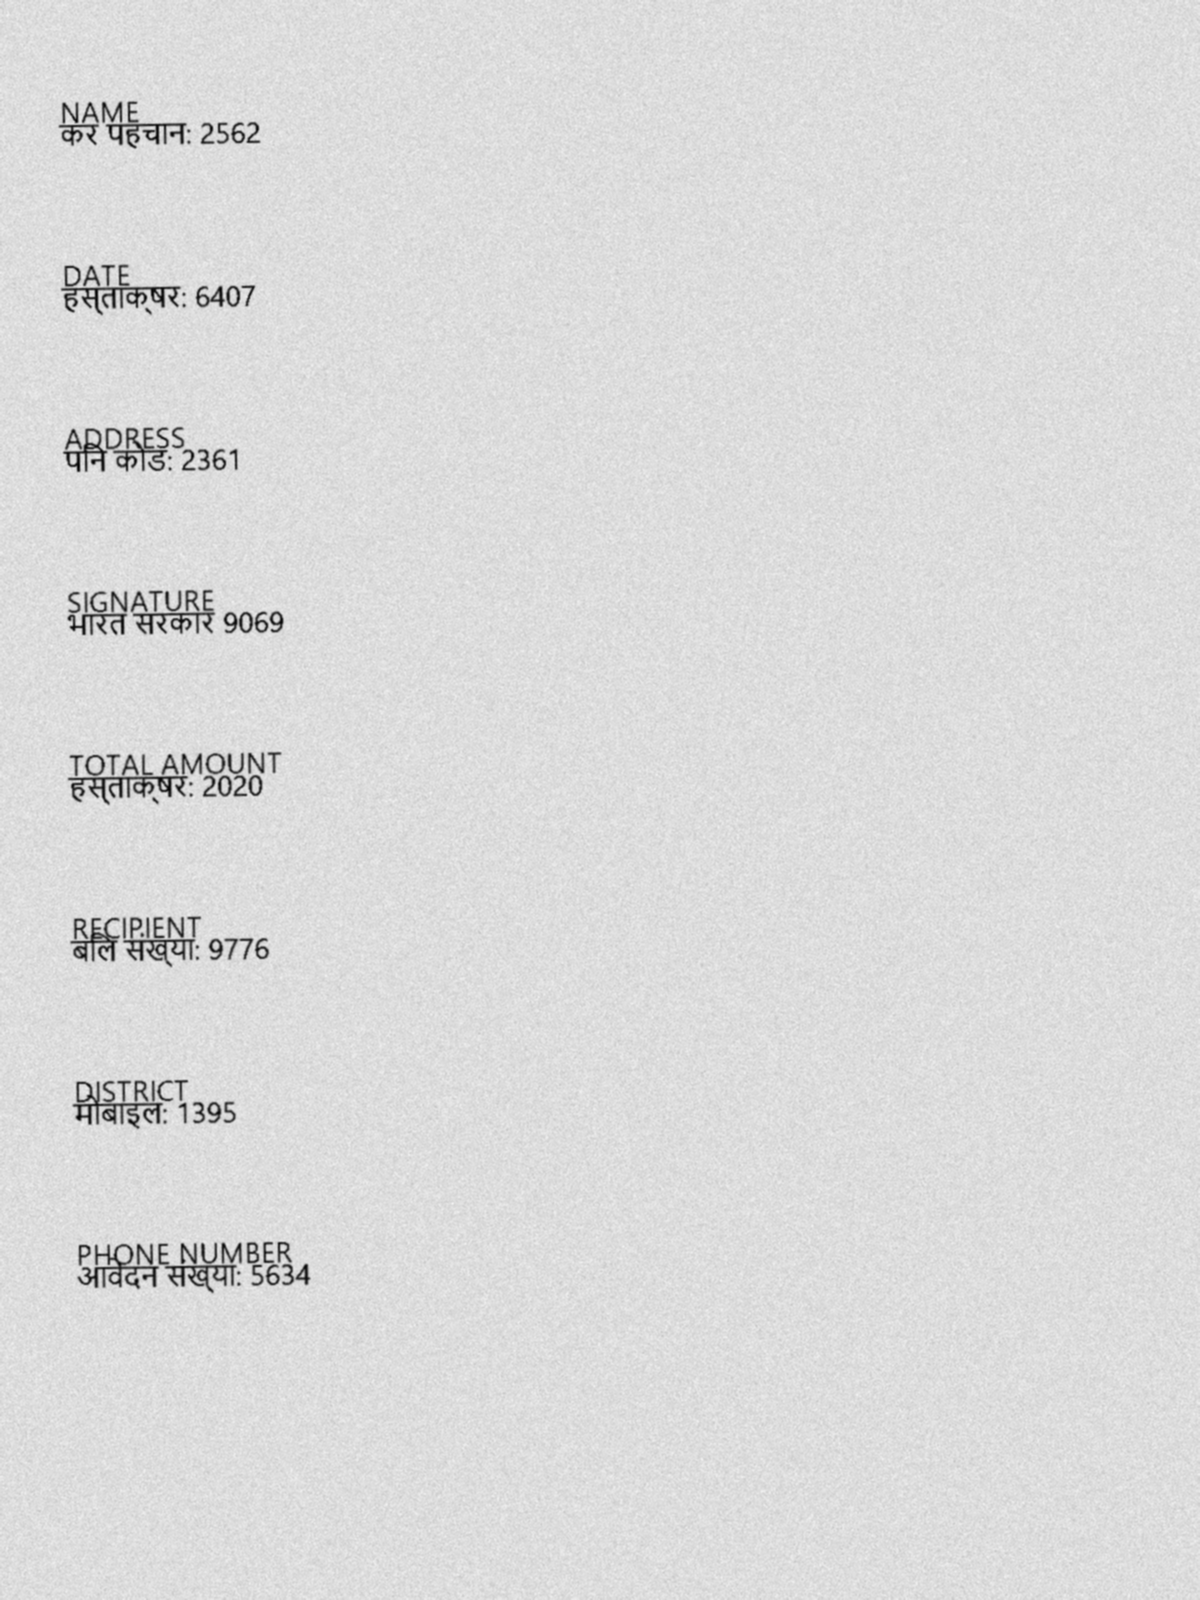 NAME
कर पहचान: 2562
DATE
हस्ताक्षर: 6407
ADDRESS
पिन कोड: 2361
SIGNATURE
भारत सरकार 9069
TOTAL AMOUNT
हस्ताक्षर: 2020
RECIPIENT
बिल संख्या: 9776
DISTRICT
मोबाइल: 1395
PHONE NUMBER
आवेदन संख्या: 5634